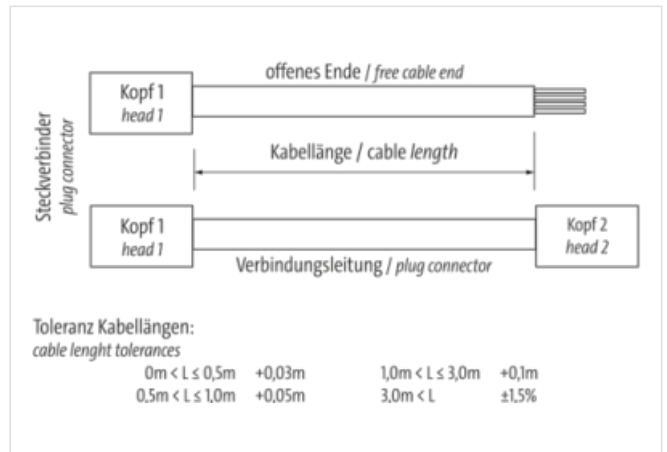 offenes Ende / free cable end
Kopf 1
head 1
Steckverbinder
plug connector
Kabellänge / cable length
Kopf 1
head 1
Kopf 2
head 2
Verbindungsleitung / plug connector
Toleranz Kabellängen:
cable lenght tolerances
0m < L ≤ 0,5m +0,03m 1,0m < L ≤ 3,0m +0,1m
0,5m < L ≤ 1,0m +0,05m 3,0m < L ±1,5%